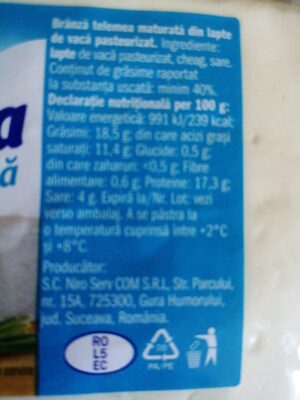 Brânză telemea maturată din lapte
de vacă pasteurizat. Ingrediente:
lapte de vacă pasteurizat, cheag, sare.
Conținut de grăsime raportat
la substanța uscată: minim 40%.
Declarație nutrițională per 100 g:
Valoare energetică: 991 kJ/239 kcal;
Grăsimi: 18,5 g; din care acizi grași
saturați: 11,4 g; Glucide: 0,5 g;
din care zaharuri: <0,5 g; Fibre
alimentare: 0,6 g; Proteine: 17,3 g;
Sare: 4 g. Expiră la/Nr. Lot: vezi
verso ambalaj. A se păstra la
o temperatură cuprinsă între +2°C
și +8°C.
Producător:
S.C. Niro Serv COM S.R.L, Str. Parcului,
nr. 15A, 725300, Gura Humorului,
jud. Suceava, România.
a
ă
RO
L5
EC
PA/PE